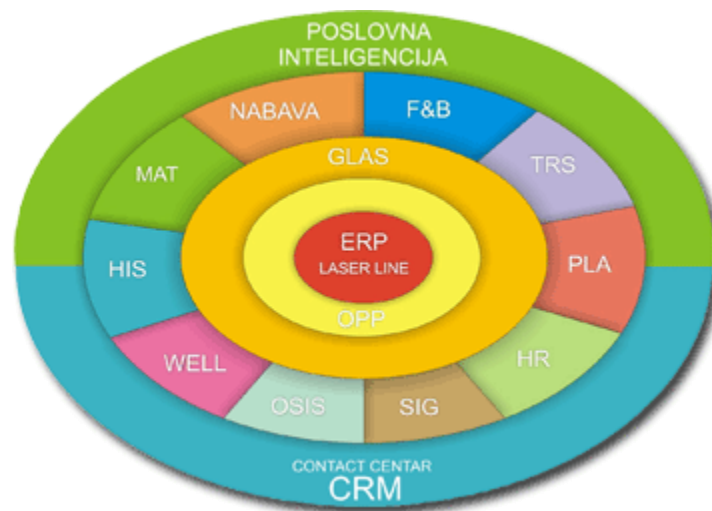 POSLOVNA
INTELIGENCIJA
NABAVA
F&B
MAT
GLAS
TRS
HIS
ERP
LASER LINE
PLA
OPP
WELL
HR
OSIS
SIG
CONTACT CENTAR
CRM